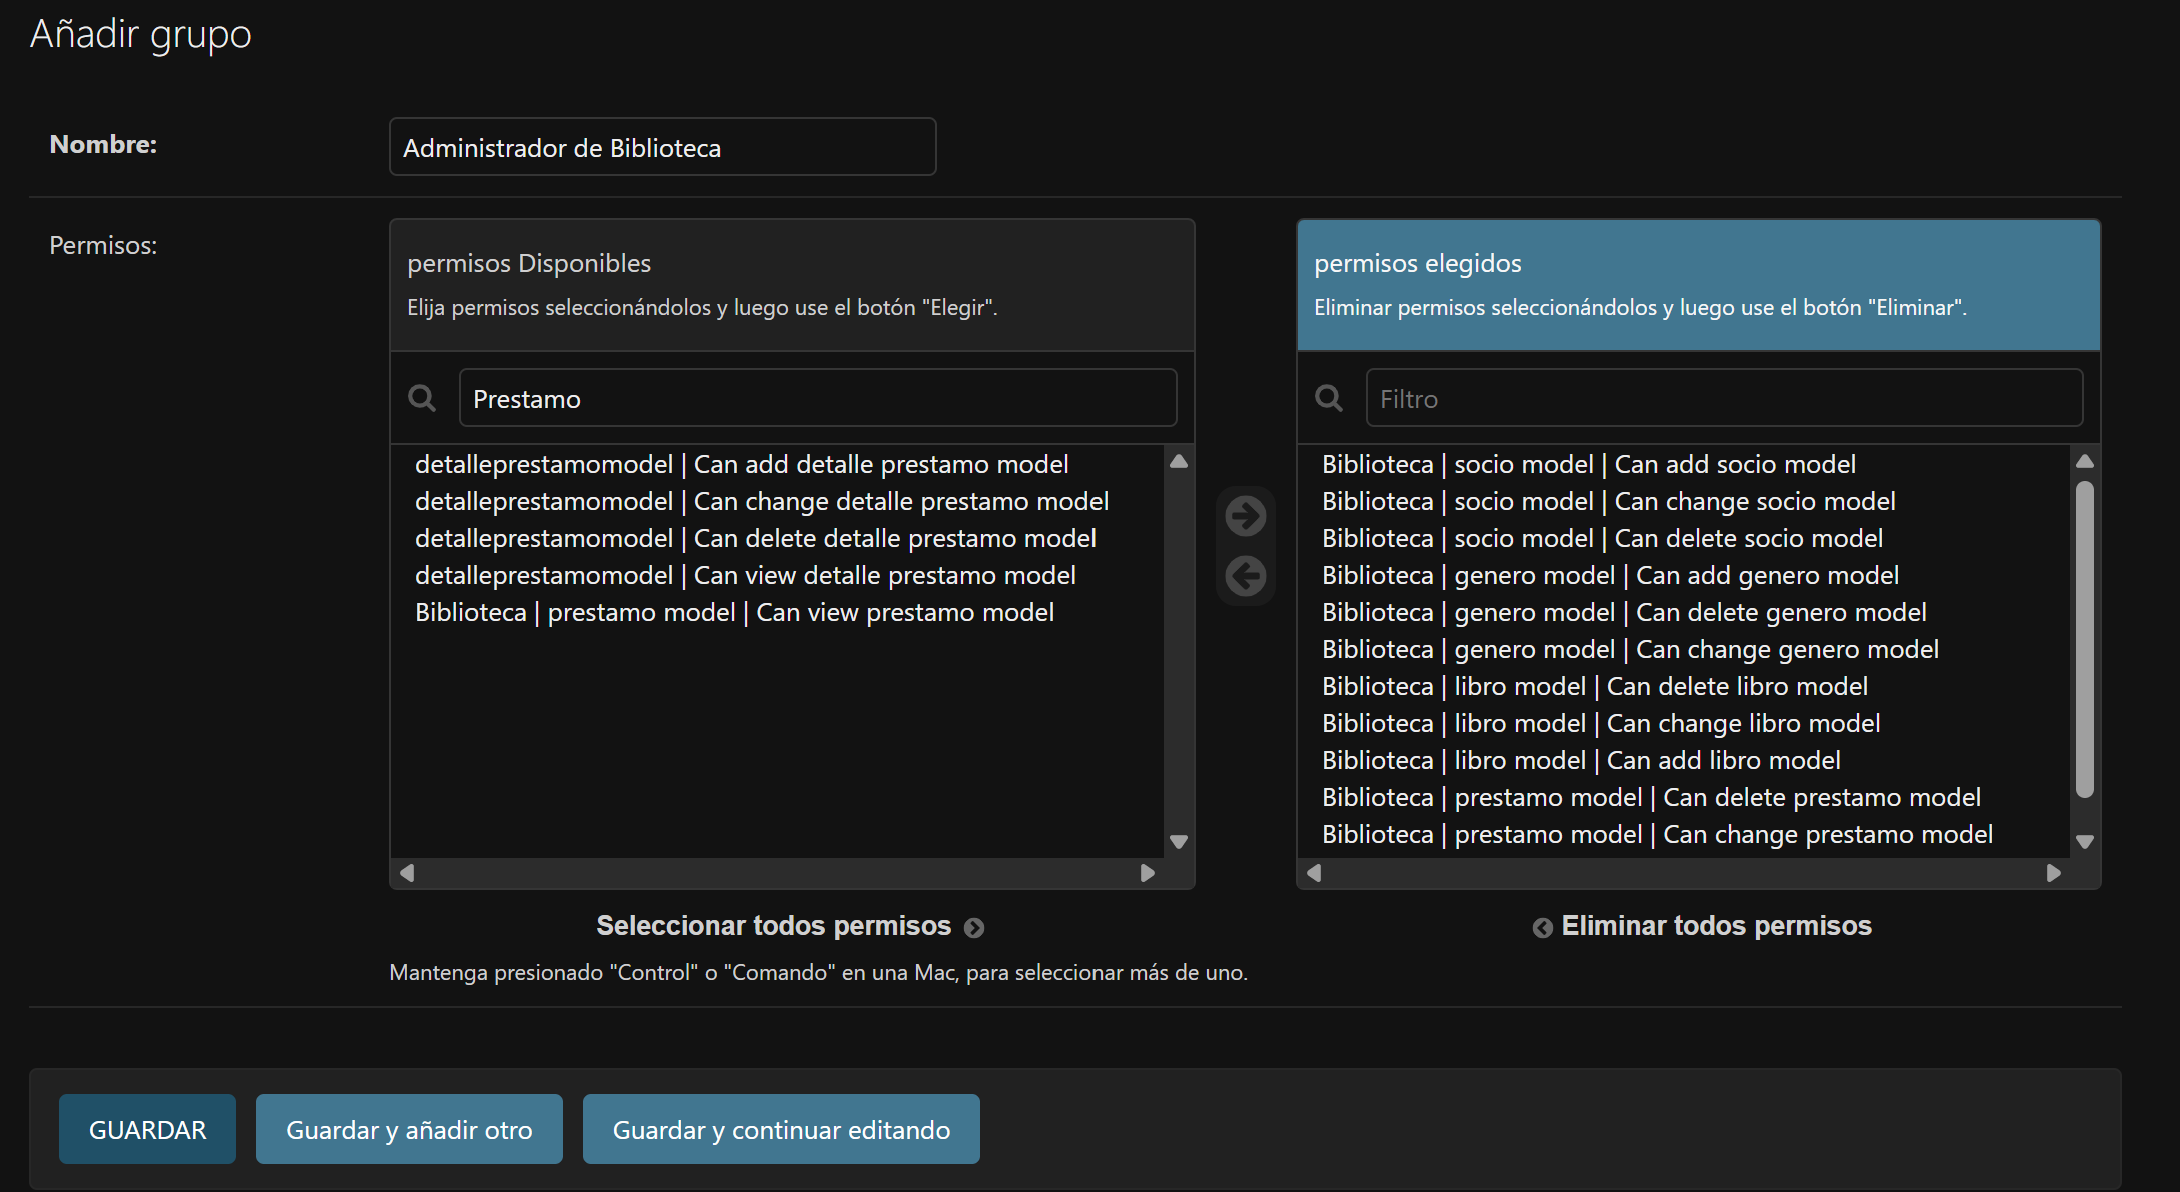 Añadir grupo
Nombre:
Administrador de Biblioteca
Permisos:
permisos Disponibles
Elija permisos seleccionándolos y luego use el botón "Elegir".
Prestamo
detalleprestamomodel | Can add detalle prestamo model
detalleprestamomodel | Can change detalle prestamo model
detalleprestamomodel | Can delete detalle prestamo model
detalleprestamomodel | Can view detalle prestamo model
Biblioteca | prestamo model | Can view prestamo model
Seleccionar todos permisos
Mantenga presionado "Control" o "Comando" en una Mac, para seleccionar más de uno.
permisos elegidos
Eliminar permisos seleccionándolos y luego use el botón "Eliminar".
Filtro
Biblioteca | socio model | Can add socio model
Biblioteca | socio model | Can change socio model
Biblioteca | socio model | Can delete socio model
Biblioteca | genero model | Can add genero model
Biblioteca | genero model | Can delete genero model
Biblioteca | genero model | Can change genero model
Biblioteca | libro model | Can delete libro model
Biblioteca | libro model | Can change libro model
Biblioteca | libro model | Can add libro model
Biblioteca | prestamo model | Can delete prestamo model
Biblioteca | prestamo model | Can change prestamo model
Eliminar todos permisos
GUARDAR
Guardar y añadir otro
Guardar y continuar editando